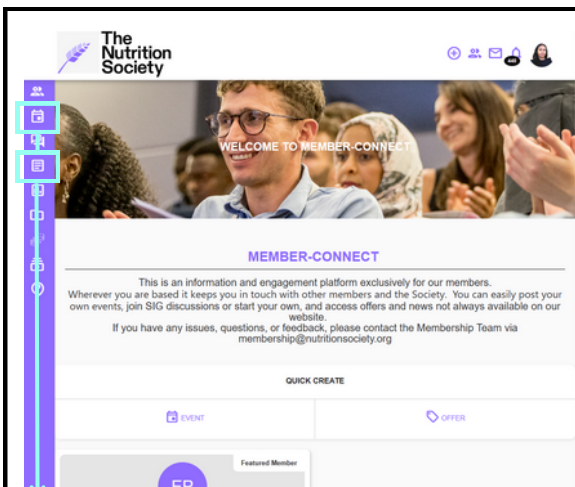 The
Nutrition
Society
WELCOME TO MEMBER-CONNECT
MEMBER-CONNECT
This is an information and engagement platform exclusively for our members.
Wherever you are based it keeps you in touch with other members and the Society. You can easily post your
own events, join SIG discussions or start your own, and access offers and news not always available on our
website.
If you have any issues, questions, or feedback, please contact the Membership Team via
membership@nutritionsociety.org
QUICK CREATE
EVENT
OFFER
Featured Member